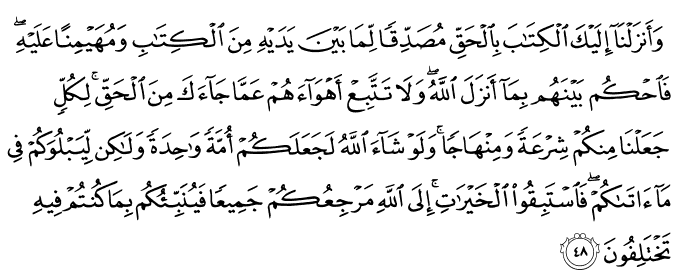 وَأَنزَلْنَآ إِلَيْكَ ٱلْكِتَٰبَ بِٱلْحَقِّ مُصَدِّقًا لِّمَا بَيْنَ يَدَيْهِ مِنَ ٱلْكِتَٰبِ وَمُهَيْمِنًا عَلَيْهِ ۖ
فَٱحْكُم بَيْنَهُم بِمَآ أَنزَلَ ٱللَّهُ ۖ وَلَا تَتَّبِعْ أَهْوَآءَهُمْ عَمَّا جَآءَكَ مِنَ ٱلْحَقِّ ۚ لِكُلٍّ
جَعَلْنَا مِنكُمْ شِرْعَةً وَمِنْهَاجًا ۚ وَلَوْ شَآءَ ٱللَّهُ لَجَعَلَكُمْ أُمَّةً وَٰحِدَةً وَلَٰكِن لِّيَبْلُوَكُمْ فِى
مَآ ءَاتَىٰكُمْ ۖ فَٱسْتَبِقُوا۟ ٱلْخَيْرَٰتِ ۚ إِلَى ٱللَّهِ مَرْجِعُكُمْ جَمِيعًا فَيُنَبِّئُكُم بِمَا كُنتُمْ فِيهِ
تَخْتَلِفُونَ ٤٨